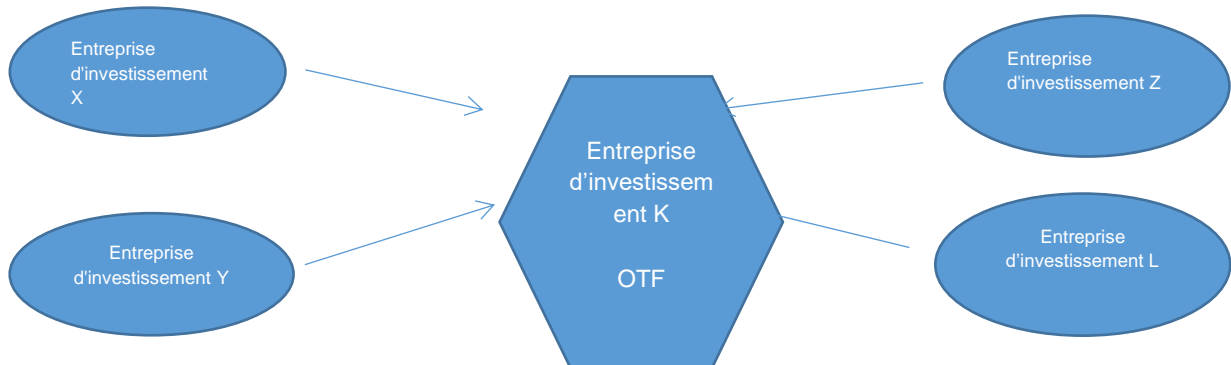 Entreprise
d'investissement
X
Entreprise
d'investissement Z
Entreprise
d’investissem
ent K
OTF
Entreprise
d'investissement Y
Entreprise
d’investissement L